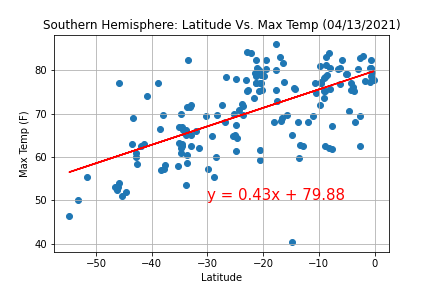 Southern Hemisphere: Latitude Vs. Max Temp (04/13/2021)
Max Temp (F)
80
70
60
50
40
y = 0.43x + 79.88
−50
−40
−30
−20
−10
0
Latitude